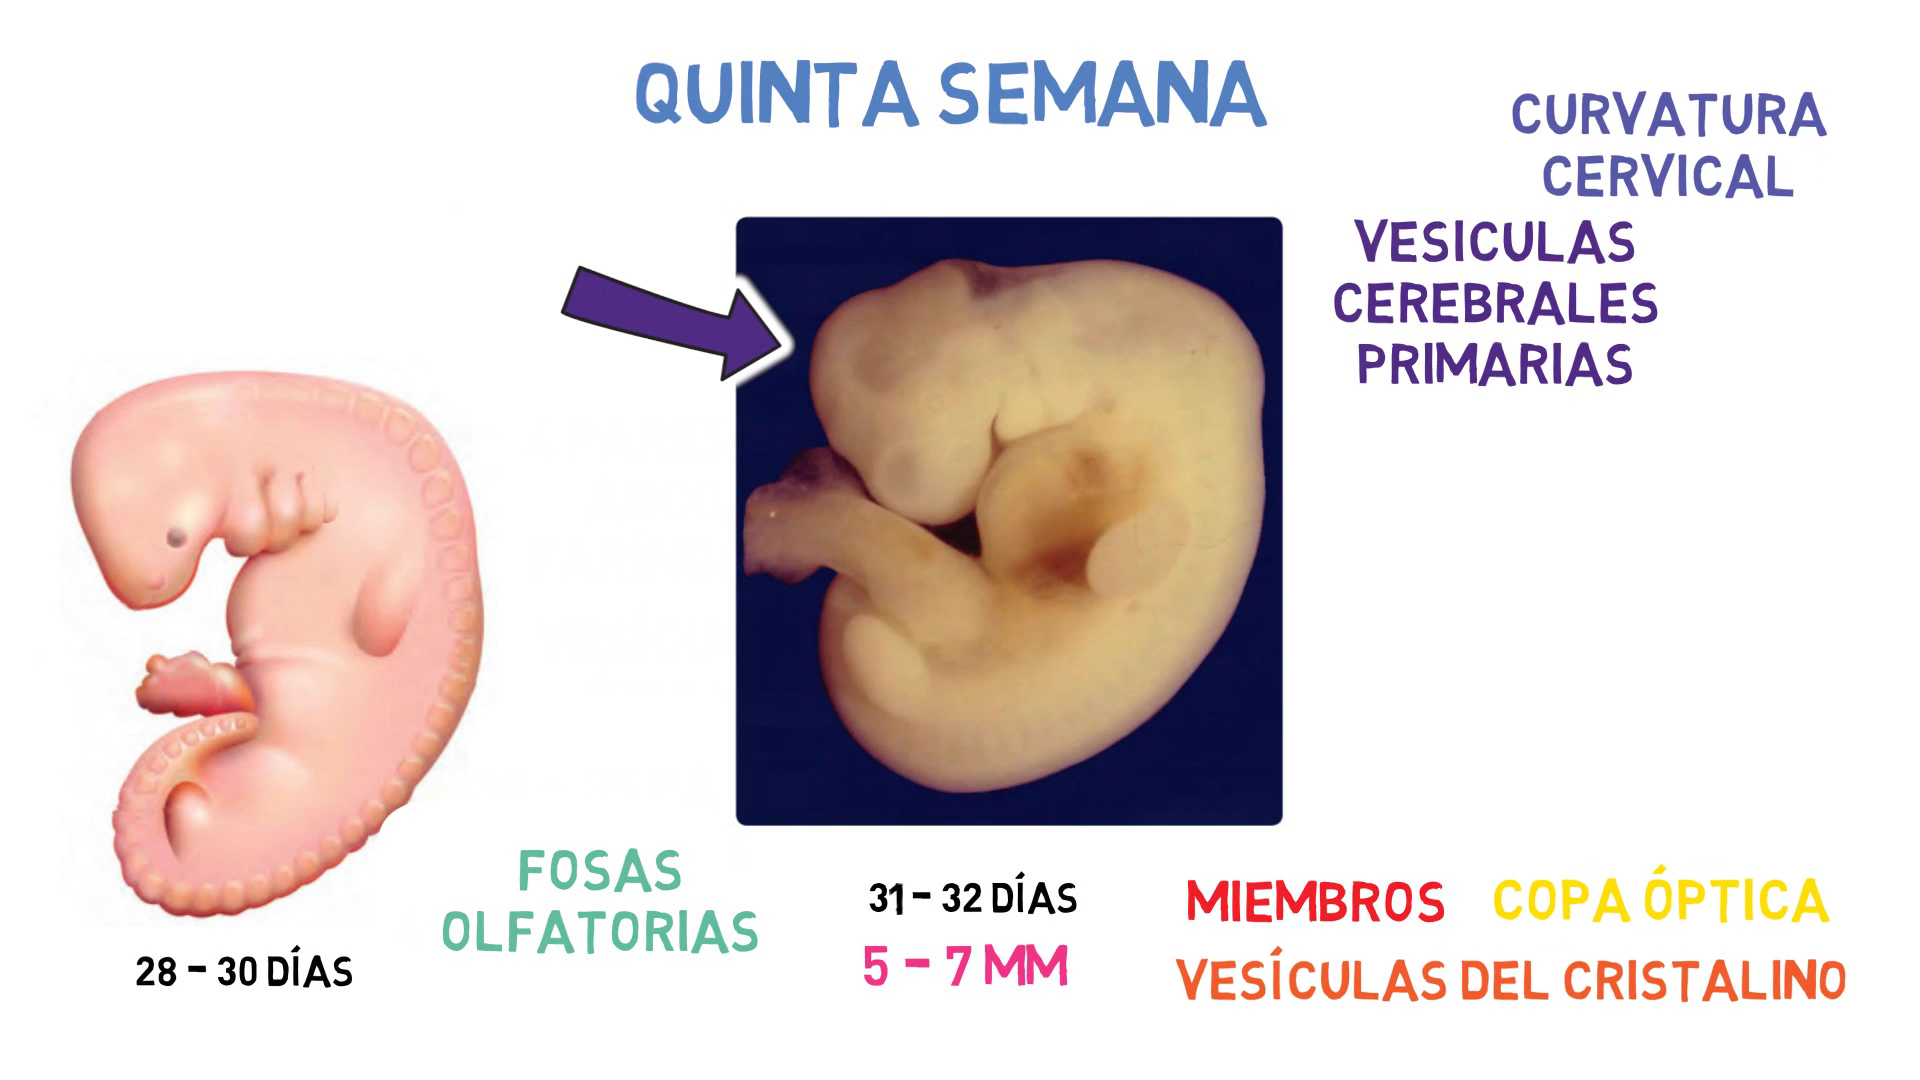 QUINTA SEMANA
CURVATURA
CERVICAL
VESICULAS
CEREBRALES
PRIMARIAS
FOSAS
OLFATORIAS
28 - 30 DÍAS
31 - 32 DÍAS
5 - 7 MM
MIEMBROS
COPA ÓPTICA
VESÍCULAS DEL CRISTALINO